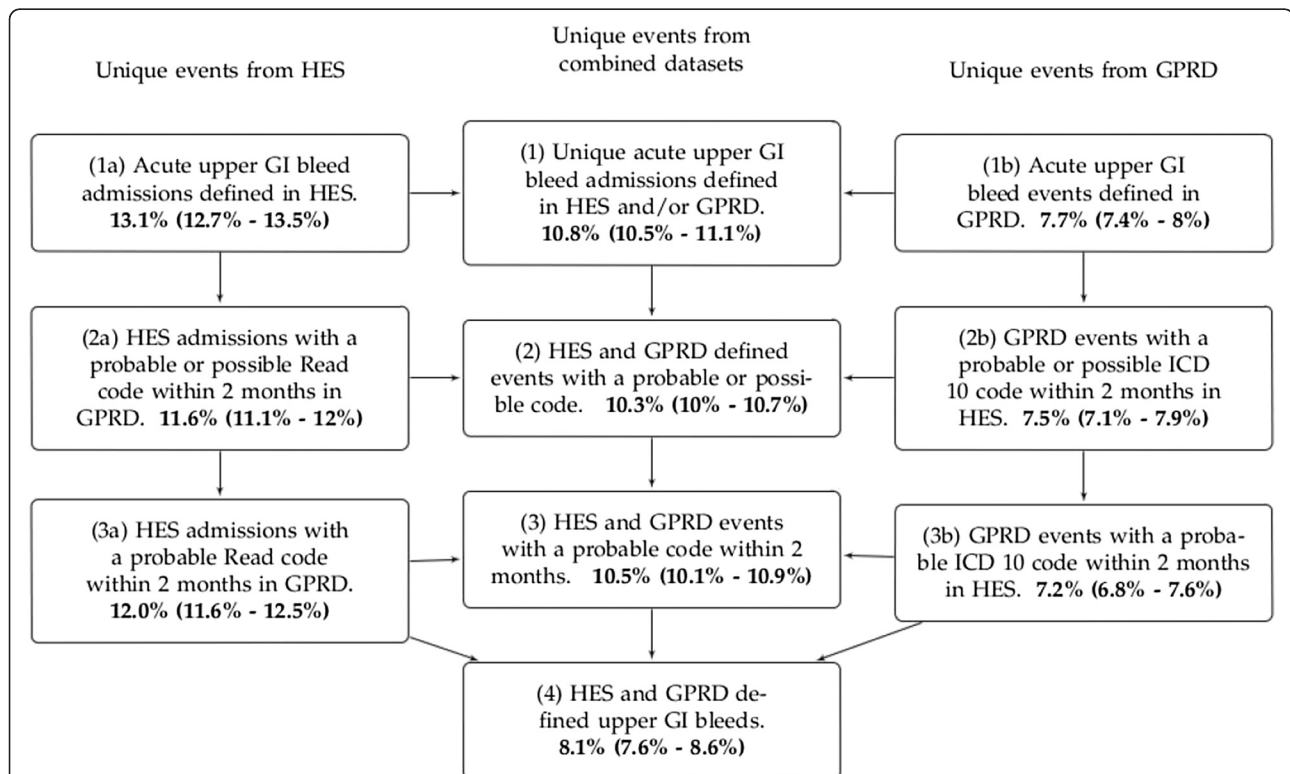 Unique events from HES
Unique events from
combined datasets
Unique events from GPRD
(1a) Acute upper GI bleed
admissions defined in HES.
13.1% (12.7% - 13.5%)
(1) Unique acute upper GI
bleed admissions defined
in HES and/or GPRD.
10.8% (10.5% - 11.1%)
(1b) Acute upper GI
bleed events defined in
GPRD. 7.7% (7.4% - 8%)
(2a) HES admissions with a
probable or possible Read
code within 2 months in
GPRD. 11.6% (11.1% - 12%)
(2) HES and GPRD defined
events with a probable or possi-
ble code. 10.3% (10% - 10.7%)
(2b) GPRD events with a
probable or possible ICD
10 code within 2 months in
HES. 7.5% (7.1% - 7.9%)
(3a) HES admissions with
a probable Read code
within 2 months in GPRD.
12.0% (11.6% - 12.5%)
(3) HES and GPRD events
with a probable code within 2
months. 10.5% (10.1% - 10.9%)
(3b) GPRD events with a proba-
ble ICD 10 code within 2 months
in HES. 7.2% (6.8% - 7.6%)
(4) HES and GPRD de-
fined upper GI bleeds.
8.1% (7.6% - 8.6%)